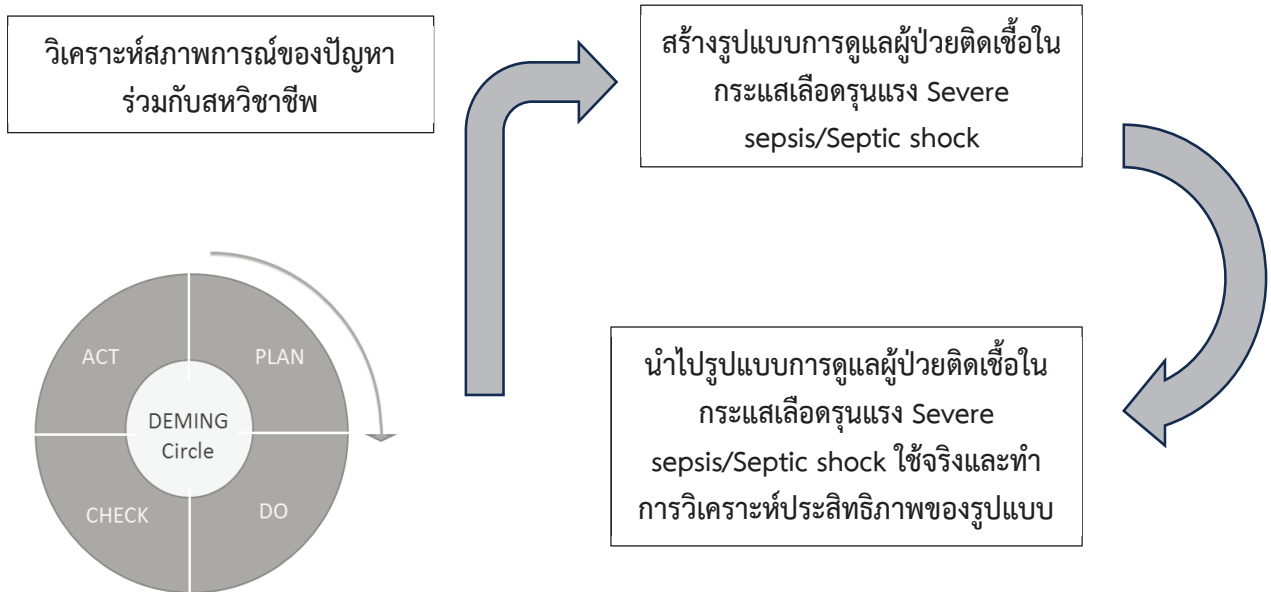 วิเคราะห์สภาพการณ์ของปัญหา
ร่วมกับสหวิชาชีพ
สร้างรูปแบบการดูแลผู้ป่วยติดเชื้อใน
กระแสเลือดรุนแรง Severe
sepsis/Septic shock
ACT
PLAN
DEMING
Circle
CHECK
DO
นำไปรูปแบบการดูแลผู้ป่วยติดเชื้อใน
กระแสเลือดรุนแรง Severe
sepsis/Septic shock ใช้จริงและทำ
การวิเคราะห์ประสิทธิภาพของรูปแบบ